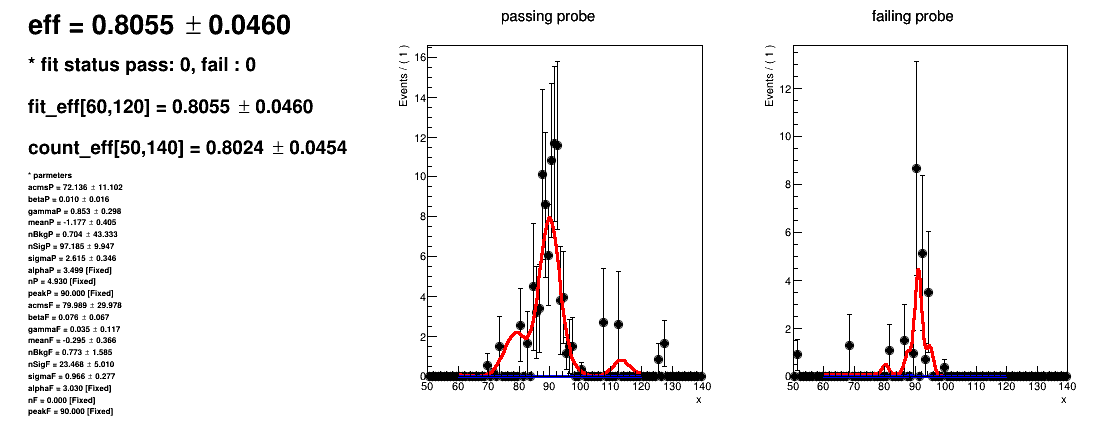 eff = 0.8055 ± 0.0460
* fit status pass: 0, fail : 0
fit_eff[60,120] = 0.8055 ± 0.0460
count_eff[50,140] = 0.8024 ± 0.0454
* parmeters
acmsP = 72.136 ± 11.102
betaP = 0.010 ± 0.016
gammaP = 0.853 ± 0.298
meanP = -1.177 ± 0.405
nBkgP = 0.704 ± 43.333
nSigP = 97.185 ± 9.947
sigmaP = 2.615 ± 0.346
alphaP = 3.499 [Fixed]
nP = 4.930 [Fixed]
peakP = 90.000 [Fixed]
acmsF = 79.989 ± 29.978
betaF = 0.076 ± 0.067
gammaF = 0.035 ± 0.117
meanF = -0.295 ± 0.366
nBkgF = 0.773 ± 1.585
nSigF = 23.468 ± 5.010
sigmaF = 0.966 ± 0.277
alphaF = 3.030 [Fixed]
nF = 0.000 [Fixed]
peakF = 90.000 [Fixed]
passing probe
Events / ( 1 )
16
14
12
10
8
6
4
2
0
50 60 70 80 90 100 110 120 130 140
x
failing probe
Events / ( 1 )
12
10
8
6
4
2
0
50 60 70 80 90 100 110 120 130 140
x